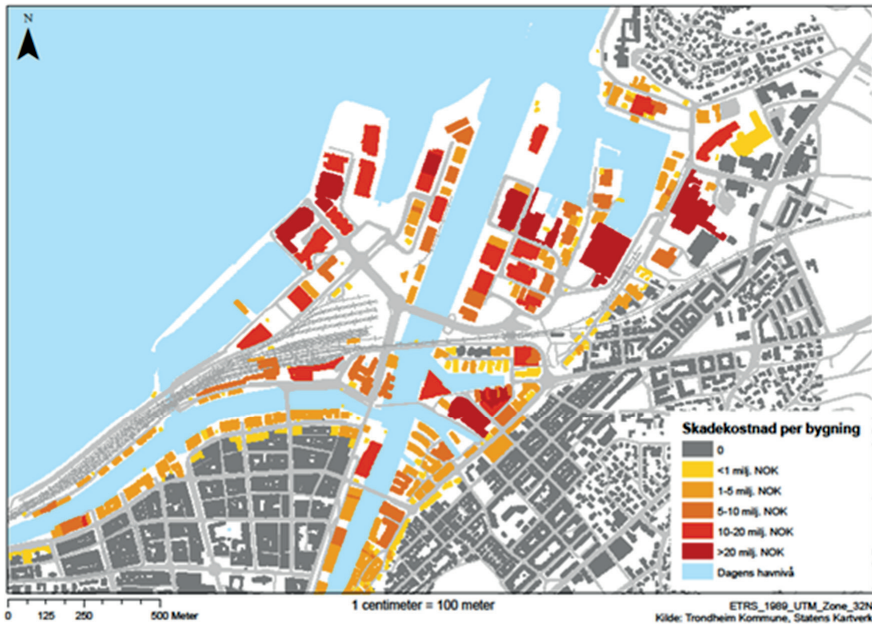 N
Skadekostnad per bygning
0
<1 milj. NOK
1-5 milj. NOK
5-10 milj. NOK
10-20 milj. NOK
>20 milj. NOK
Dagens havnivå
0 125 250 500 Meter
1 centimeter = 100 meter
ETRS_1989_UTM_Zone_32N
Kilde: Trondheim Kommune, Statens Kartverk